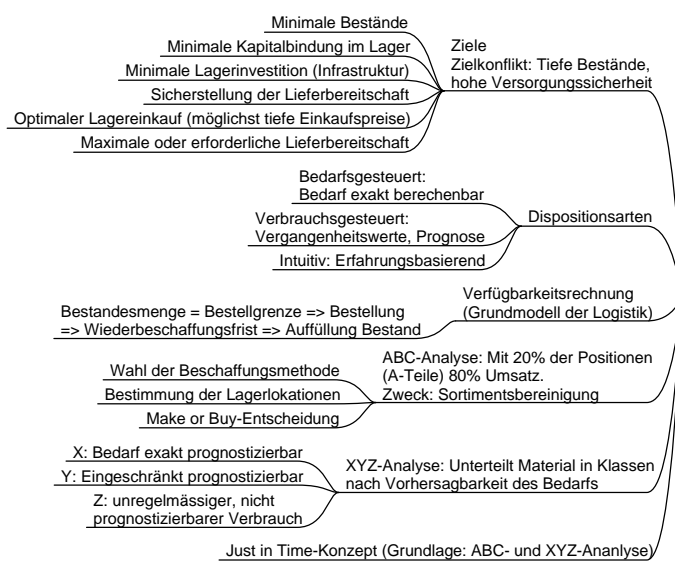 Minimale Bestände
Minimale Kapitalbindung im Lager
Minimale Lagerinvestition (Infrastruktur)
Sicherstellung der Lieferbereitschaft
Optimaler Lagereinkauf (möglichst tiefe Einkaufspreise)
Maximale oder erforderliche Lieferbereitschaft
Ziele
Zielkonflikt: Tiefe Bestände,
hohe Versorgungssicherheit
Bedarfsgesteuert:
Bedarf exakt berechenbar
Verbrauchsgesteuert:
Vergangenheitswerte, Prognose
Intuitiv: Erfahrungsbasierend
Dispositionsarten
Bestandesmenge = Bestellgrenze => Bestellung
=> Wiederbeschaffungsfrist => Auffüllung Bestand
Verfügbarkeitsrechnung
(Grundmodell der Logistik)
Wahl der Beschaffungsmethode
Bestimmung der Lagerlokationen
Make or Buy-Entscheidung
ABC-Analyse: Mit 20% der Positionen
(A-Teile) 80% Umsatz.
Zweck: Sortimentsbereinigung
X: Bedarf exakt prognostizierbar
Y: Eingeschränkt prognostizierbar
Z: unregelmässiger, nicht
prognostizierbarer Verbrauch
XYZ-Analyse: Unterteilt Material in Klassen
nach Vorhersagbarkeit des Bedarfs
Just in Time-Konzept (Grundlage: ABC- und XYZ-Ananlyse)